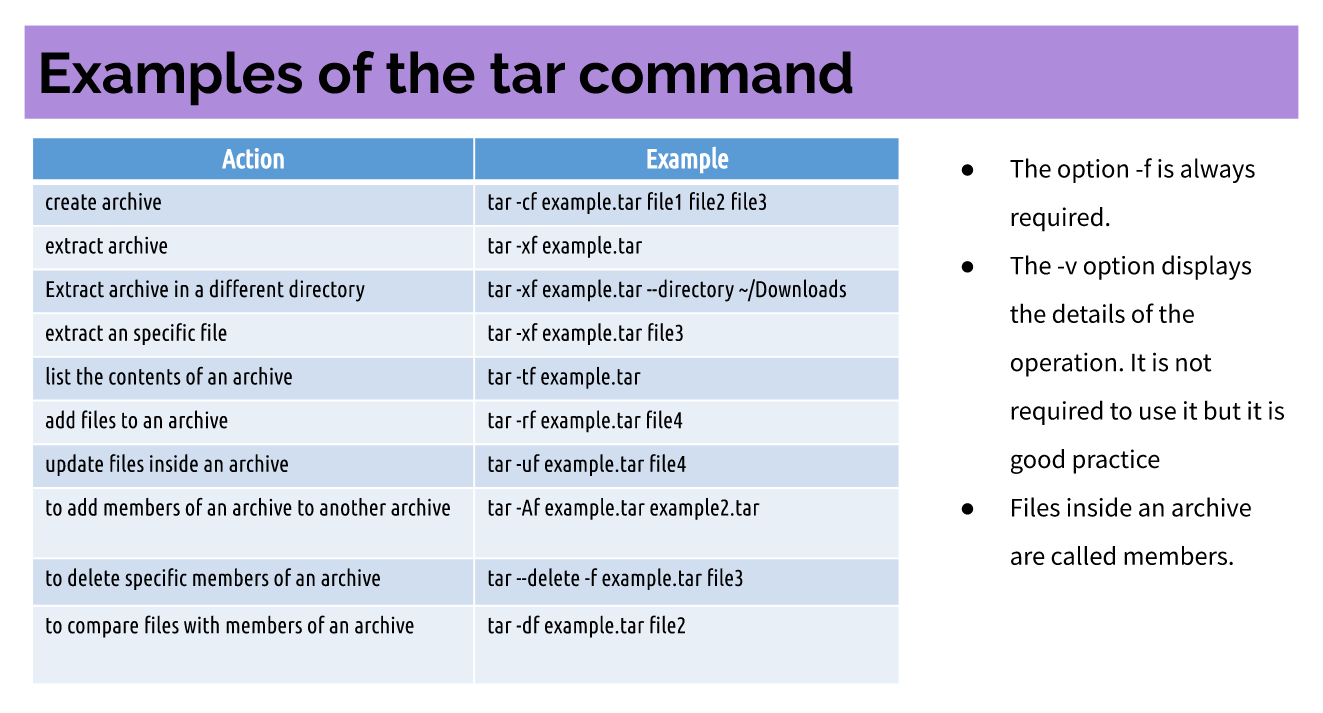 Examples of the tar command
Action Example
create archive tar -cf example.tar file1 file2 file3
extract archive tar -xf example.tar
Extract archive in a different directory tar -xf example.tar --directory ~/Downloads
extract an specific file tar -xf example.tar file3
list the contents of an archive tar -tf example.tar
add files to an archive tar -rf example.tar file4
update files inside an archive tar -uf example.tar file4
to add members of an archive to another archive tar -Af example.tar example2.tar
to delete specific members of an archive tar --delete -f example.tar file3
to compare files with members of an archive tar -df example.tar file2
● The option -f is always
required.
● The -v option displays
the details of the
operation. It is not
required to use it but it is
good practice
● Files inside an archive
are called members.